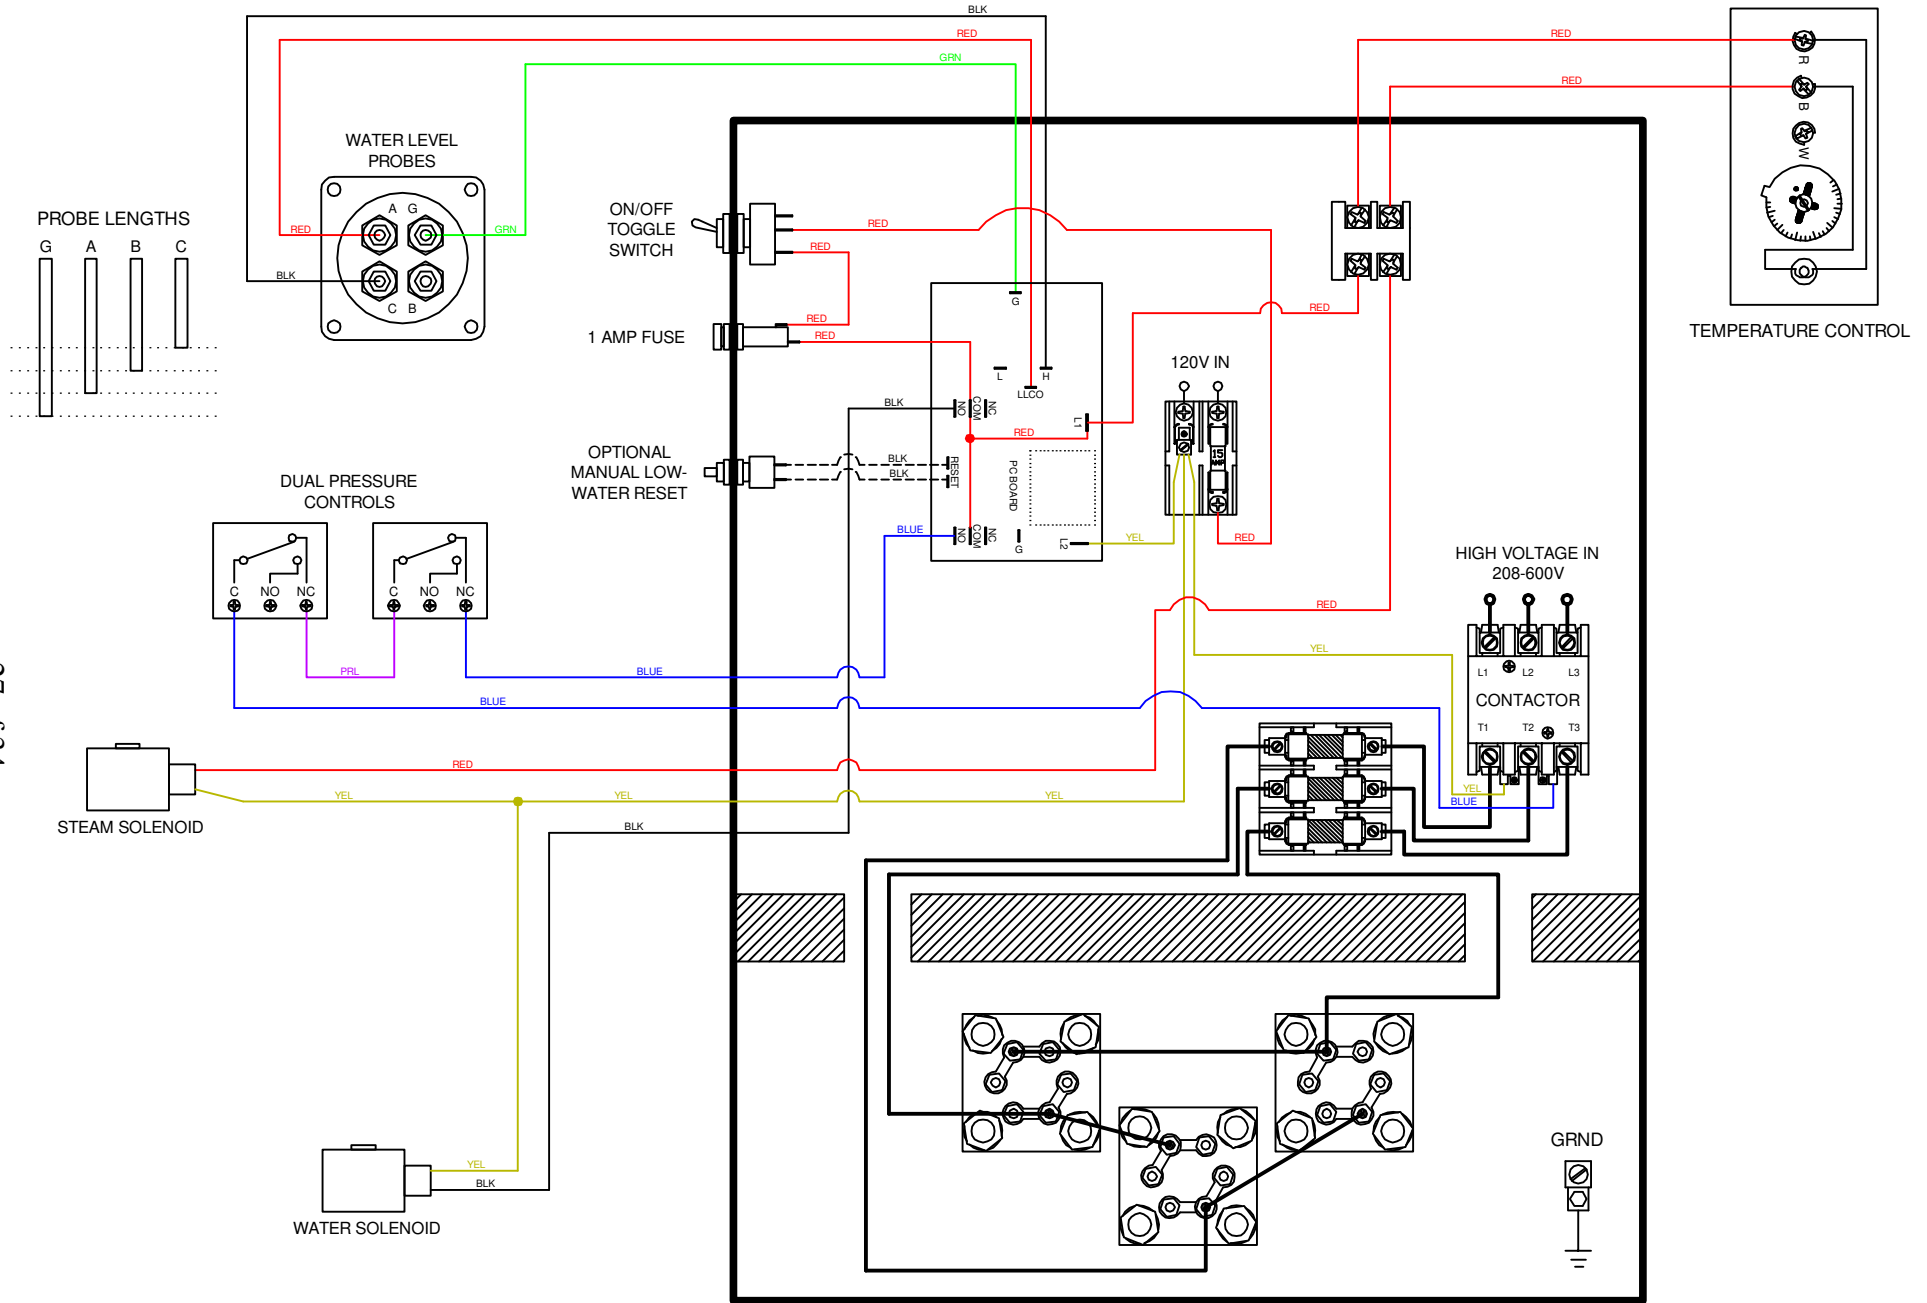 BLK
RED
GRN
RED
RED
WATER LEVEL
PROBES
A G
C B
RED
GRN
BLK
PROBE LENGTHS
G A B C
ON/OFF
TOGGLE
SWITCH
RED
RED
1 AMP FUSE
RED
RED
G
L
H
LLCO
NO
COM
NC
L1
RED
BLK
OPTIONAL
MANUAL LOW-
WATER RESET
BLK
BLK
RESET
PC BOARD
BLUE
NO
COM
NC
G
L2
YEL
RED
120V IN
15
AMP
RED
R
B
W
TEMPERATURE CONTROL
DUAL PRESSURE
CONTROLS
C NO NC
C NO NC
PRL
BLUE
BLUE
RED
YEL
HIGH VOLTAGE IN
208-600V
L1 L2 L3
CONTACTOR
T1 T2 T3
YEL
BLUE
RED
YEL
YEL
YEL
STEAM SOLENOID
BLK
YEL
BLK
WATER SOLENOID
GRND